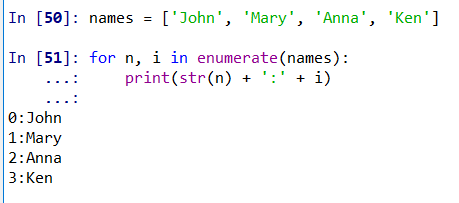 In [50]: names = ['John', 'Mary', 'Anna', 'Ken']
In [51]: for n, i in enumerate(names):
    ...:     print(str(n) + ':' + i)
    ...:
0:John
1:Mary
2:Anna
3:Ken